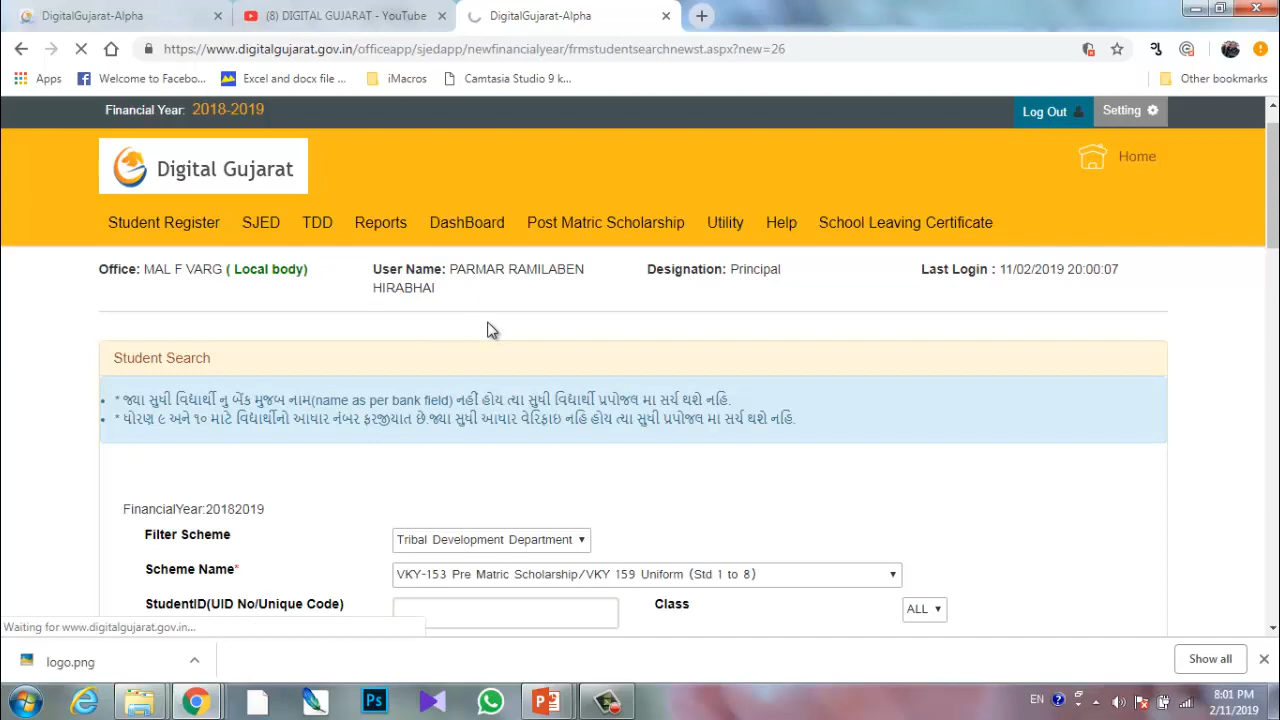 DigitalGujarat-Alpha
(8) DIGITAL GUJARAT - YouTube
DigitalGujarat-Alpha
https://www.digitalgujarat.gov.in/officeapp/sjedapp/newfinancialyear/frmstudentsearchnewst.aspx?new=26
Apps
Welcome to Facebo...
Excel and docx file ...
iMacros
Camtasia Studio 9 k...
Other bookmarks
Financial Year: 2018-2019
Log Out
Setting
Digital Gujarat
Home
Student Register
SJED
TDD
Reports
DashBoard
Post Matric Scholarship
Utility
Help
School Leaving Certificate
Office: MAL F VARG ( Local body)
User Name: PARMAR RAMILABEN HIRABHAI
Designation: Principal
Last Login : 11/02/2019 20:00:07
Student Search
* જ્યા સુધી વિદ્યાર્થી નુ બેંક મુજબ નામ(name as per bank field) નહીં હોય ત્યા સુધી વિદ્યાર્થી પ્રપોજલ મા સર્ચ થશે નહિ.
* ધોરણ ૯ અને ૧૦ માટે વિદ્યાર્થીનો આધાર નંબર ફરજીયાત છે.જ્યા સુધી આધાર વેરિફાઇ નહિ હોય ત્યા સુધી પ્રપોજલ મા સર્ચ થશે નહિ.
FinancialYear:20182019
Filter Scheme
Tribal Development Department
Scheme Name*
VKY-153 Pre Matric Scholarship/VKY 159 Uniform (Std 1 to 8)
StudentID(UID No/Unique Code)
Class
ALL
Waiting for www.digitalgujarat.gov.in...
logo.png
Show all
Ps
EN
8:01 PM
2/11/2019